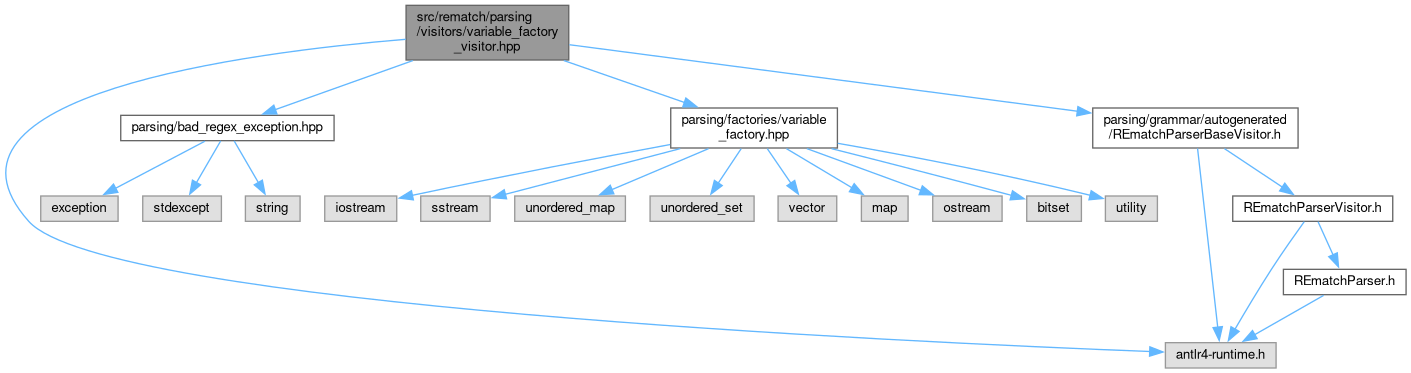 src/rematch/parsing
/visitors/variable_factory
_visitor.hpp
parsing/bad_regex_exception.hpp
parsing/factories/variable
_factory.hpp
parsing/grammar/autogenerated
/REmatchParserBaseVisitor.h
exception
stdexcept
string
iostream
sstream
unordered_map
unordered_set
vector
map
ostream
bitset
utility
REmatchParserVisitor.h
REmatchParser.h
antlr4-runtime.h